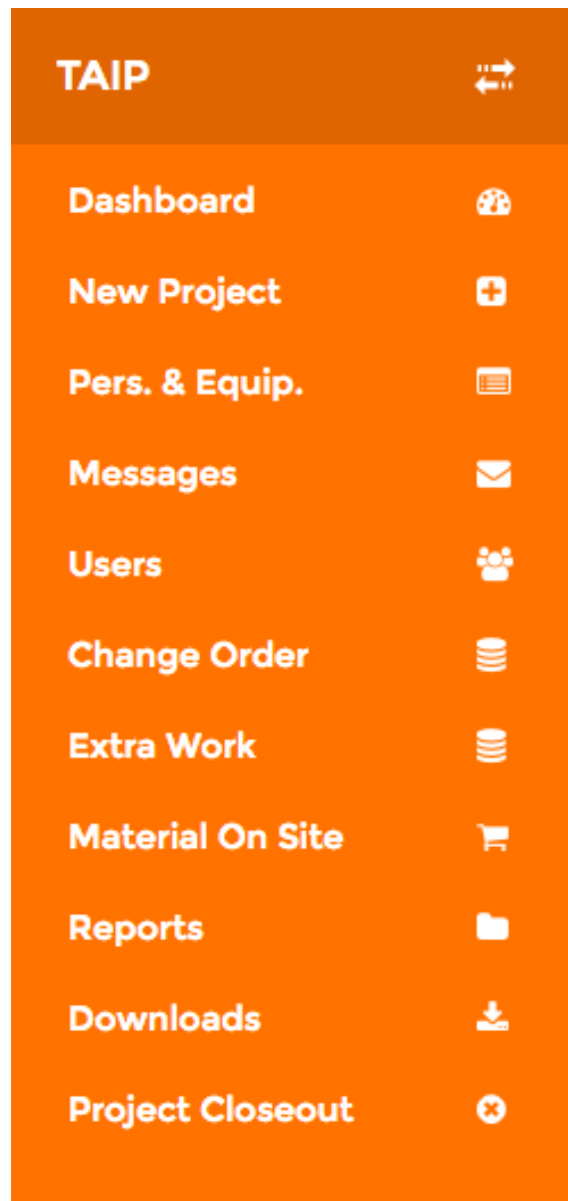 TAIP
Dashboard
New Project
Pers. & Equip.
Messages
Users
Change Order
Extra Work
Material On Site
Reports
Downloads
Project Closeout